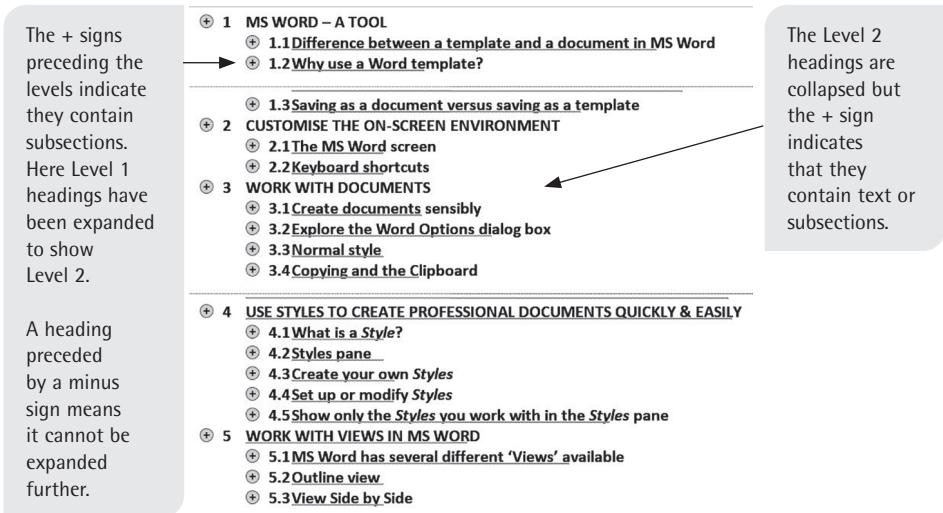 The + signs
preceding the
levels indicate
they contain
subsections.
Here Level 1
headings have
been expanded
to show
Level 2.
A heading
preceded
by a minus
sign means
it cannot be
expanded
further.
1 MS WORD – A TOOL
1.1 Difference between a template and a document in MS Word
1.2 Why use a Word template?
1.3 Saving as a document versus saving as a template
2 CUSTOMISE THE ON-SCREEN ENVIRONMENT
2.1 The MS Word screen
2.2 Keyboard shortcuts
3 WORK WITH DOCUMENTS
3.1 Create documents sensibly
3.2 Explore the Word Options dialog box
3.3 Normal style
3.4 Copying and the Clipboard
4 USE STYLES TO CREATE PROFESSIONAL DOCUMENTS QUICKLY & EASILY
4.1 What is a Style?
4.2 Styles pane
4.3 Create your own Styles
4.4 Set up or modify Styles
4.5 Show only the Styles you work with in the Styles pane
5 WORK WITH VIEWS IN MS WORD
5.1 MS Word has several different ‘Views’ available
5.2 Outline view
5.3 View Side by Side
The Level 2
headings are
collapsed but
the + sign
indicates
that they
contain text or
subsections.